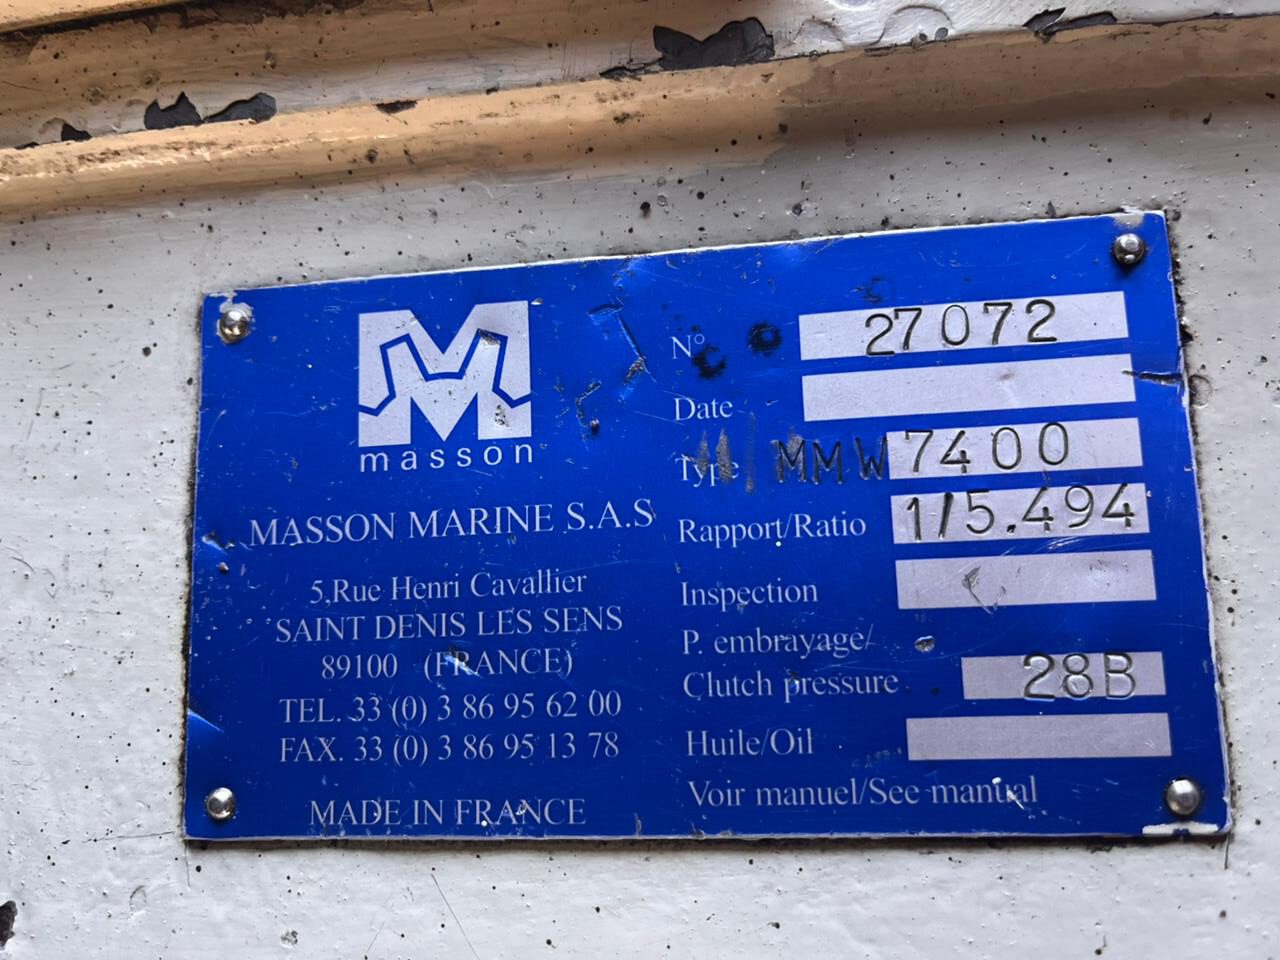 masson
MASSON MARINE S.A.S
5,Rue Henri Cavallier
SAINT DENIS LES SENS
89100 (FRANCE)
TEL. 33 (0) 3 86 95 62 00
FAX. 33 (0) 3 86 95 13 78
MADE IN FRANCE
N° 27072
Date
Type MMW7400
Rapport/Ratio 1/5.494
Inspection
P. embrayage/
Clutch pressure 28B
Huile/Oil
Voir manuel/See manual